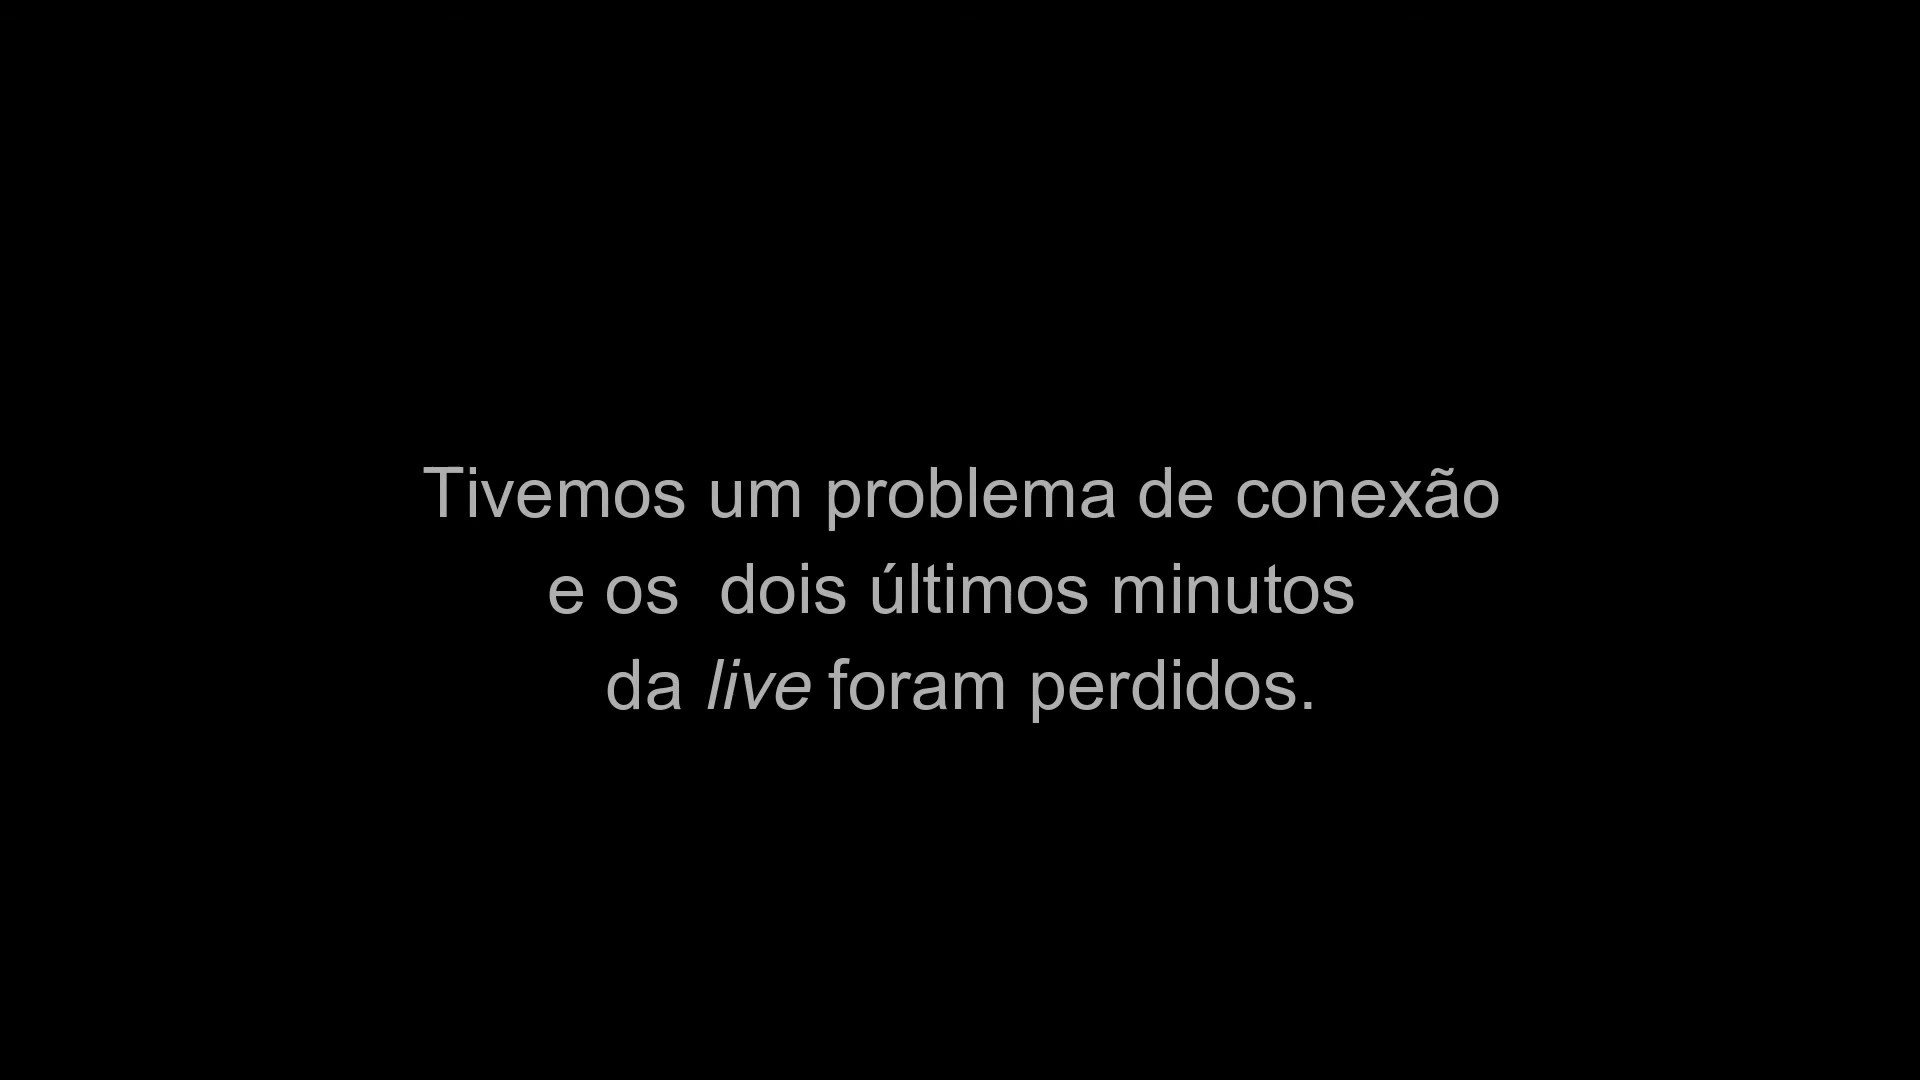 Tivemos um problema de conexão
e os  dois últimos minutos
da live foram perdidos.